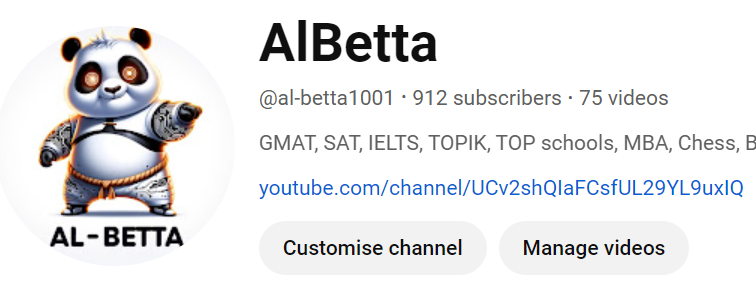 AlBetta
@al-betta1001 · 912 subscribers · 75 videos
GMAT, SAT, IELTS, TOPIK, TOP schools, MBA, Chess, B
youtube.com/channel/UCv2shQIaFCsfUL29YL9uxIQ
Customise channel Manage videos
AL-BETTA